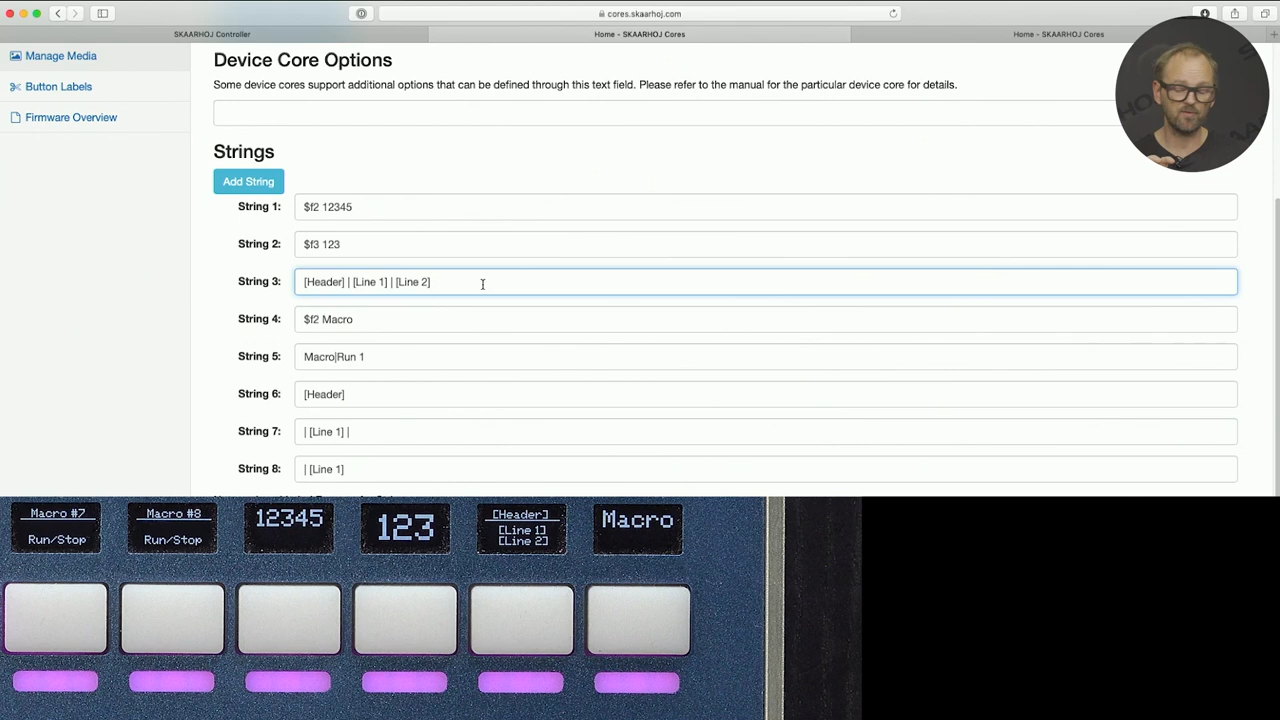 cores.skaarhoj.com
SKAARHOJ Controller
Home – SKAARHOJ Cores
Home – SKAARHOJ Cores
Manage Media
Button Labels
Firmware Overview
Device Core Options
Some device cores support additional options that can be defined through this text field. Please refer to the manual for the particular device core for details.
Strings
Add String
String 1: $f2 12345
String 2: $f3 123
String 3: [Header] | [Line 1] | [Line 2]
String 4: $f2 Macro
String 5: Macro|Run 1
String 6: [Header]
String 7: | [Line 1] |
String 8: | [Line 1]
Macro #7
Run/Stop
Macro #8
Run/Stop
12345
123
[Header]
[Line 1]
[Line 2]
Macro